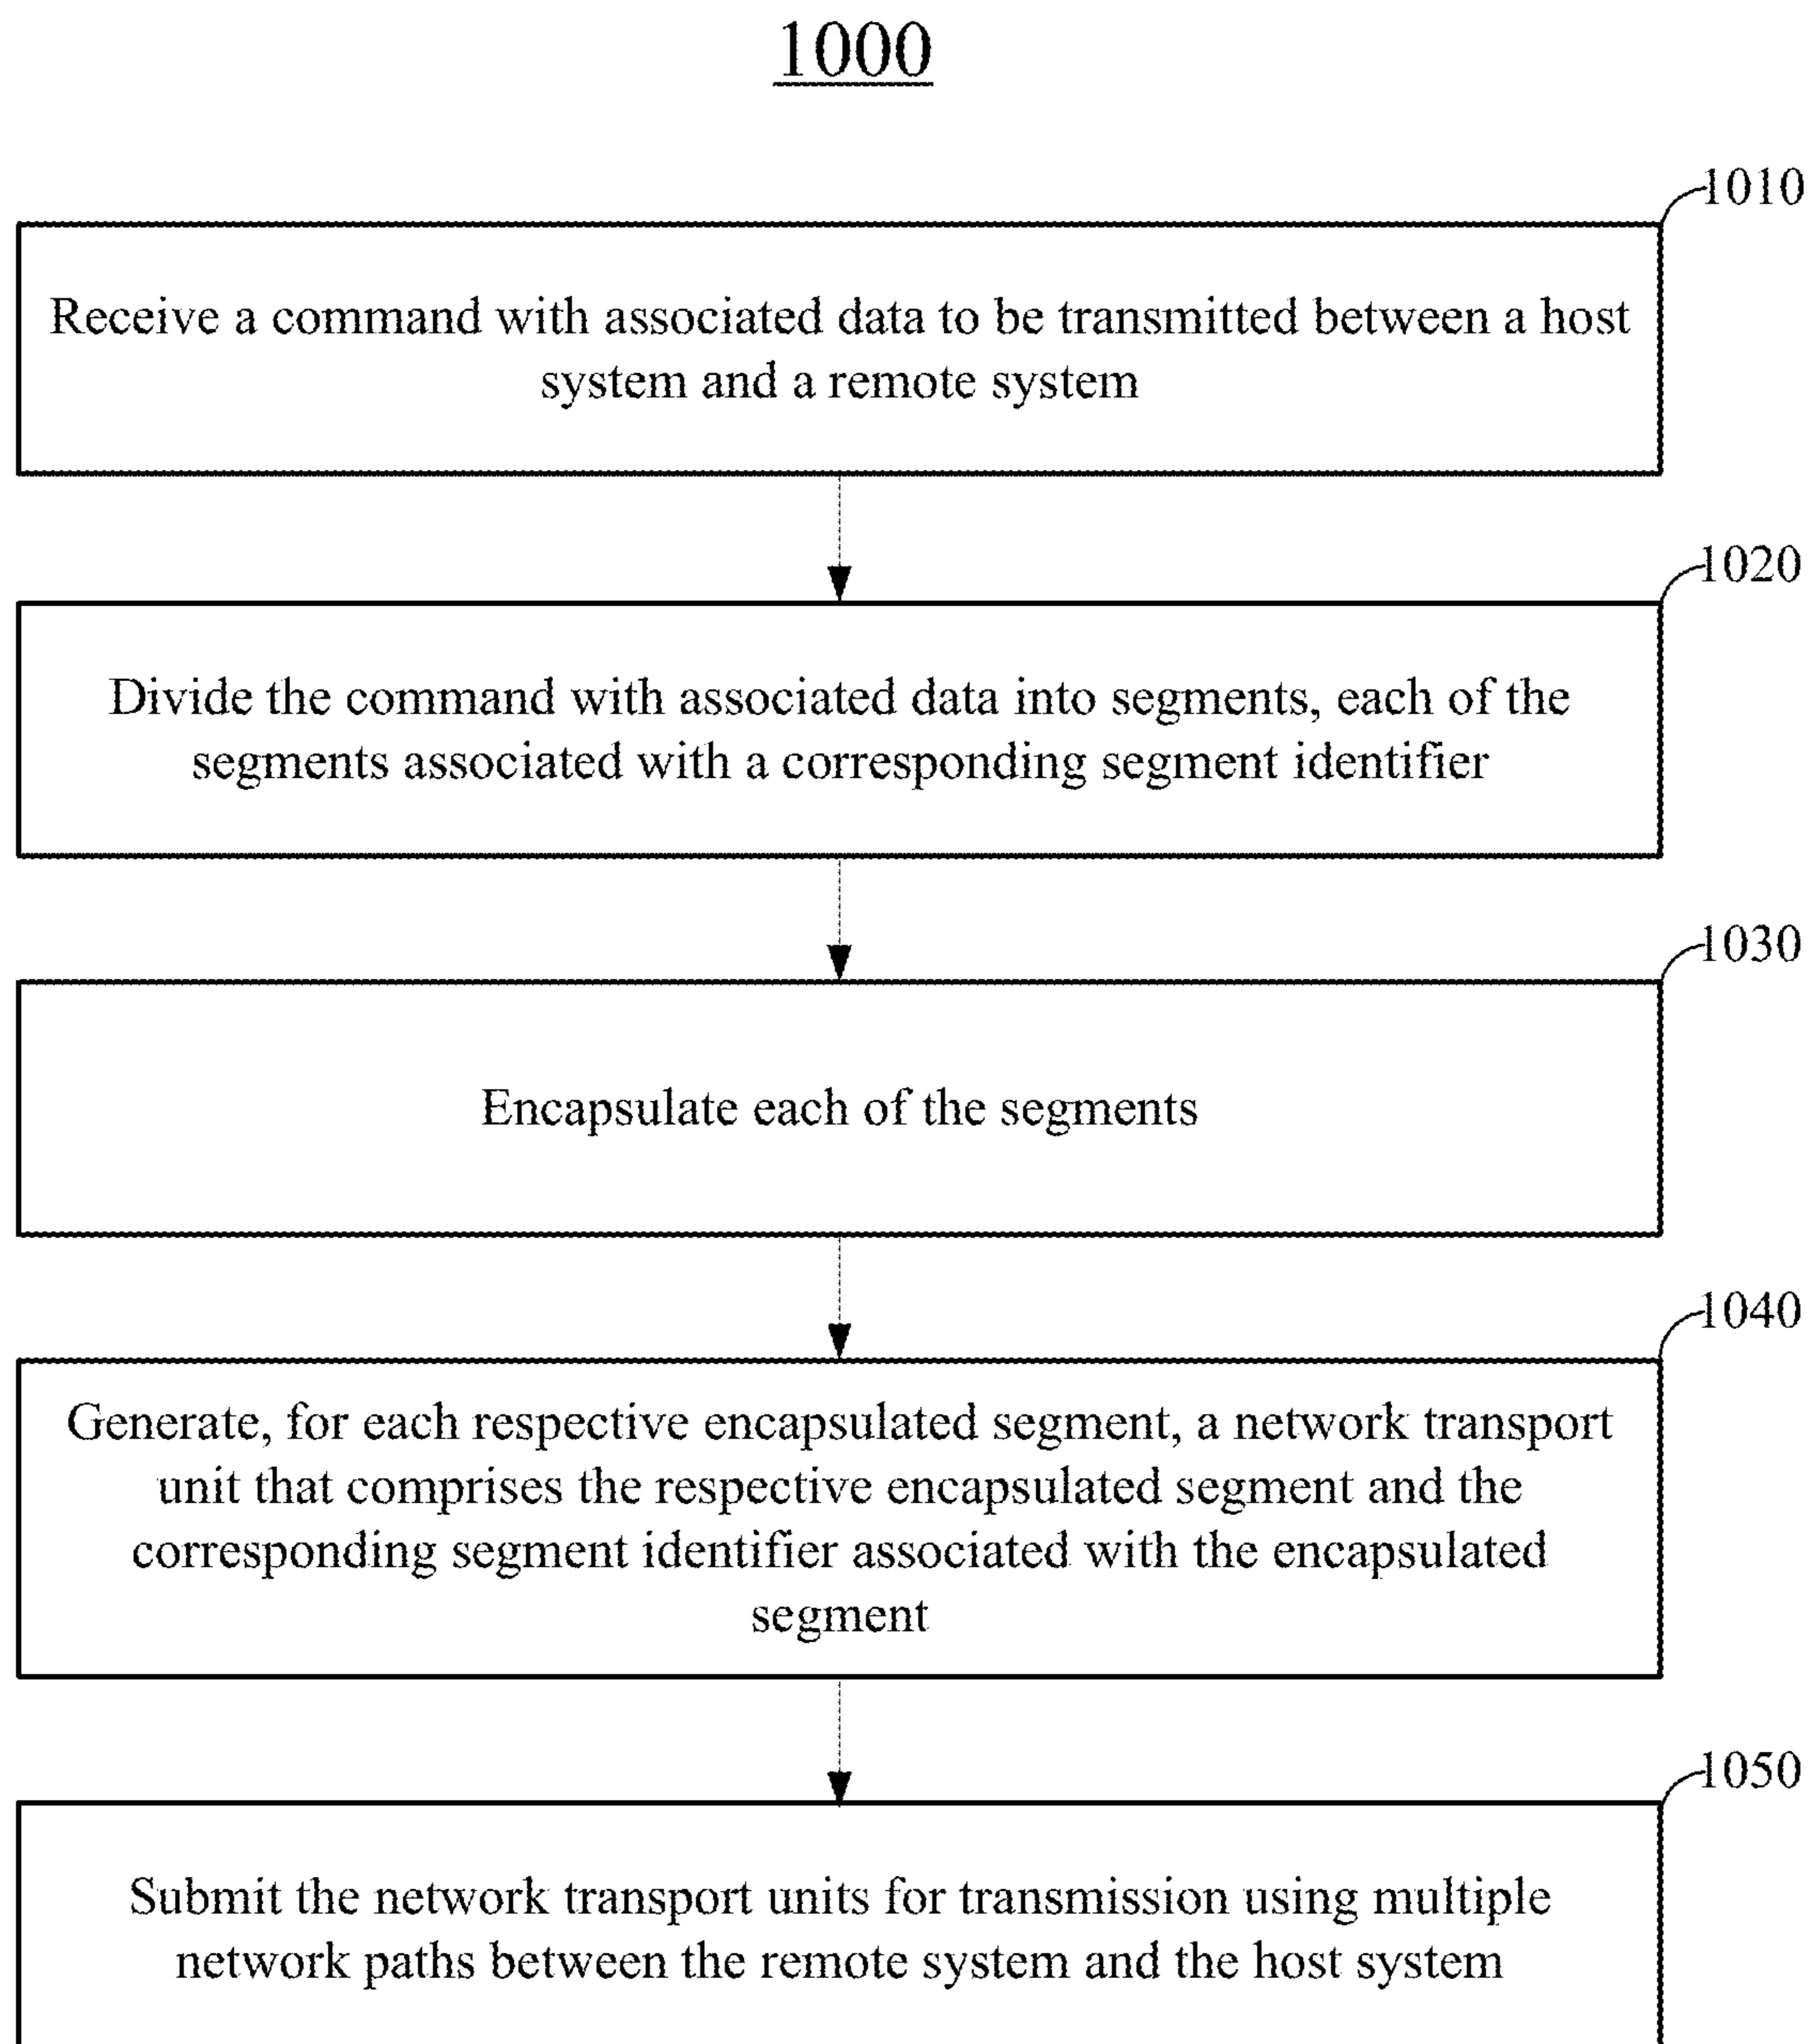 1000
1010
Receive a command with associated data to be transmitted between a host
system and a remote system
1020
Divide the command with associated data into segments, each of the
segments associated with a corresponding segment identifier
1030
Encapsulate each of the segments
1040
Generate, for each respective encapsulated segment, a network transport
unit that comprises the respective encapsulated segment and the
corresponding segment identifier associated with the encapsulated
segment
1050
Submit the network transport units for transmission using multiple
network paths between the remote system and the host system